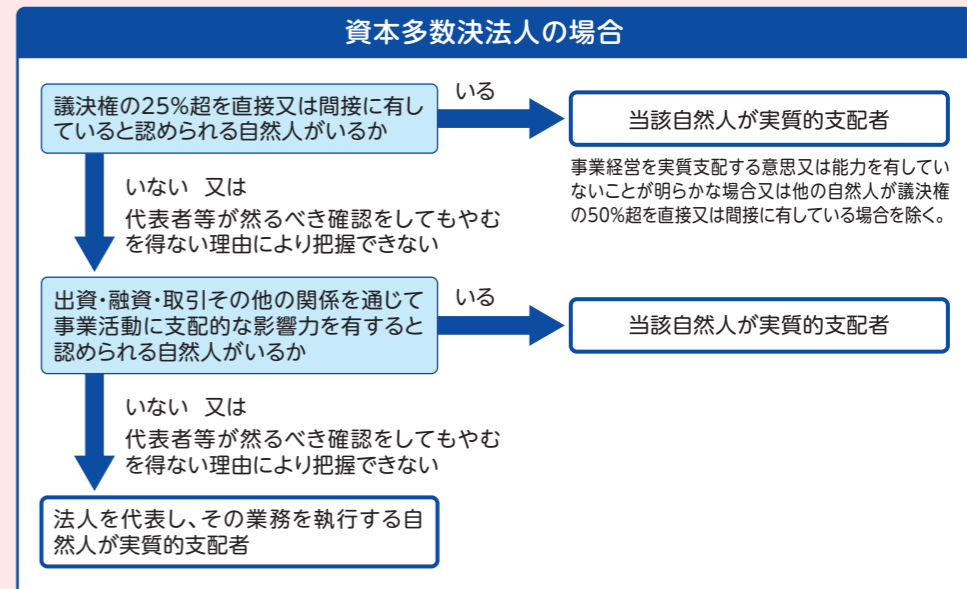 資本多数決法人の場合
議決権の25%超を直接又は間接に有し
ていると認められる自然人がいるか
いる
当該自然人が実質的支配者
事業経営を実質支配する意思又は能力を有してい
ないことが明らかな場合又は他の自然人が議決権
の50%超を直接又は間接に有している場合を除く。
いない 又は
代表者等が然るべき確認をしてもやむ
を得ない理由により把握できない
出資・融資・取引その他の関係を通じて
事業活動に支配的な影響力を有すると
認められる自然人がいるか
いる
当該自然人が実質的支配者
いない 又は
代表者等が然るべき確認をしてもやむ
を得ない理由により把握できない
法人を代表し、その業務を執行する自
然人が実質的支配者